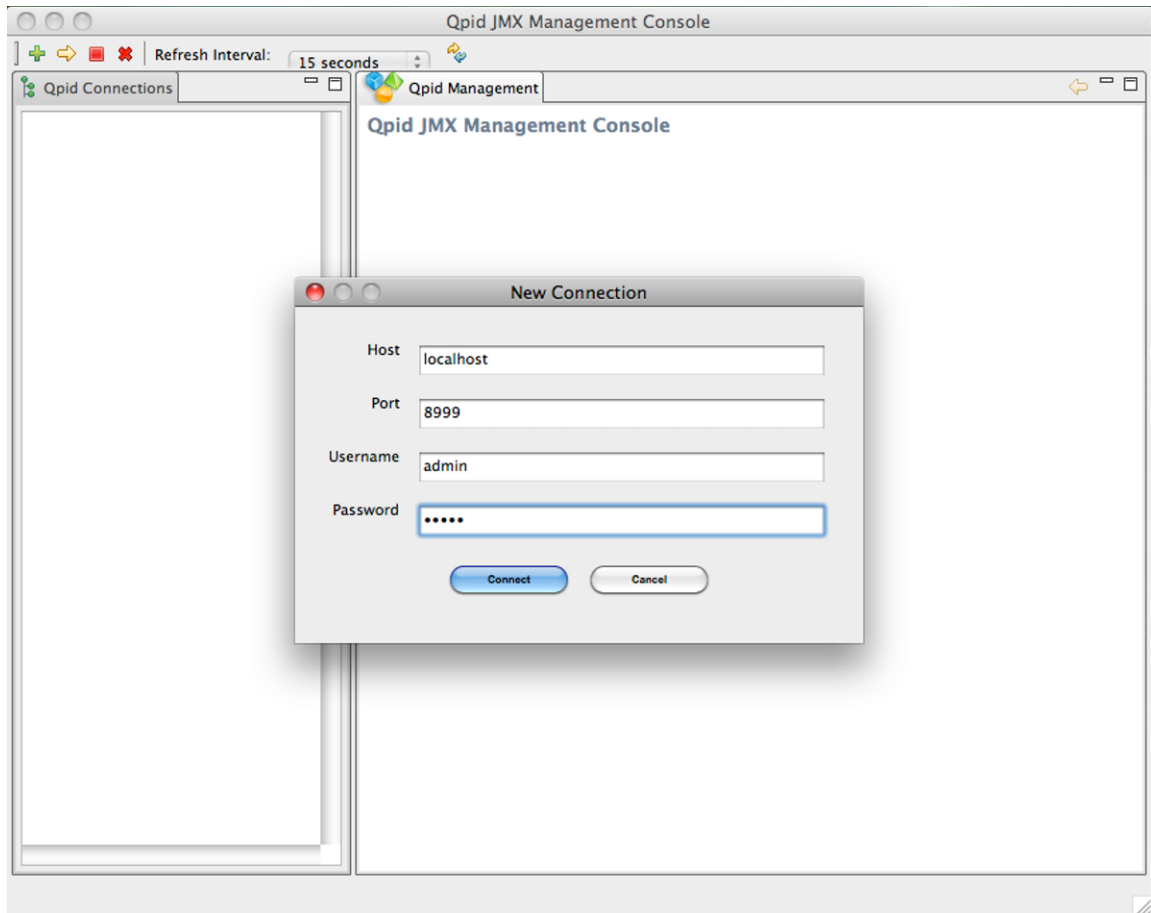 Qpid JMX Management Console
Refresh Interval: 15 seconds
Qpid Connections
Qpid Management
Qpid JMX Management Console
New Connection
Host localhost
Port 8999
Username admin
Password •••••
Connect Cancel